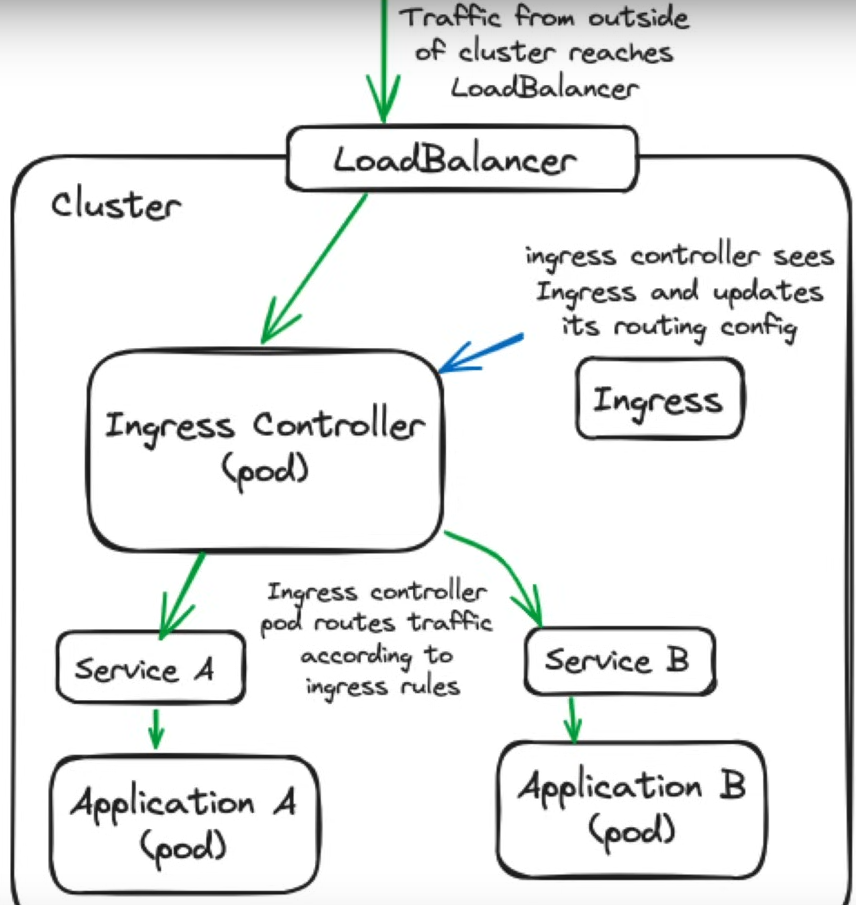 Traffic from outside
of cluster reaches
LoadBalancer
LoadBalancer
Cluster
ingress controller sees
Ingress and updates
its routing config
Ingress
Ingress Controller
(pod)
Ingress controller
pod routes traffic
according to
ingress rules
Service A
Service B
Application A
(pod)
Application B
(pod)